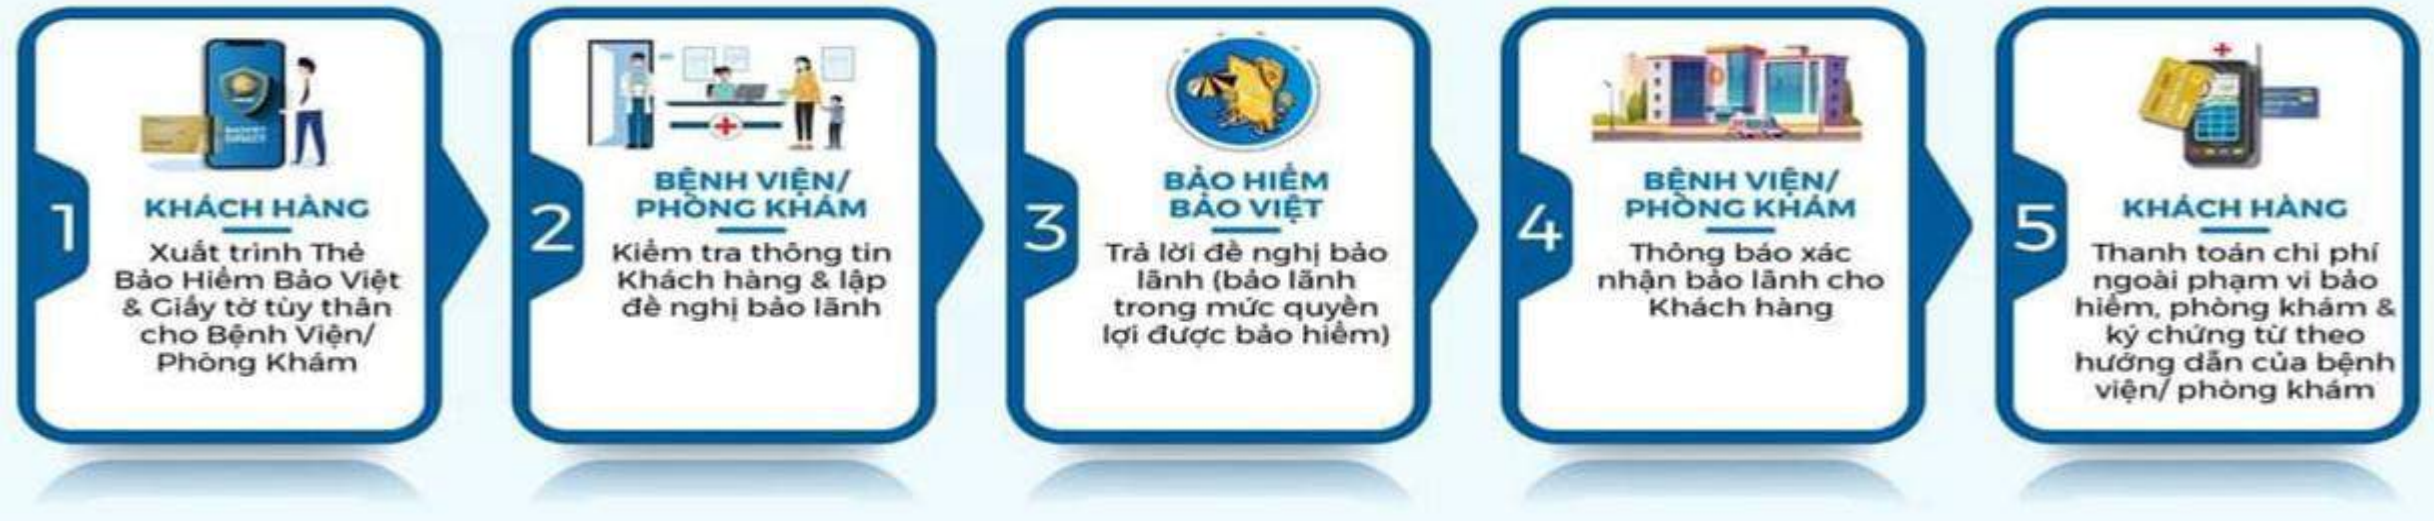 1
KHÁCH HÀNG
Xuất trình Thẻ
Bảo Hiểm Bảo Việt
& Giấy tờ tùy thân
cho Bệnh Viện/
Phòng Khám
2
BỆNH VIỆN/
PHÒNG KHÁM
Kiểm tra thông tin
Khách hàng & lập
đề nghị bảo lãnh
3
BẢO HIỂM
BẢO VIỆT
Trả lời đề nghị bảo
lãnh (bảo lãnh
trong mức quyền
lợi được bảo hiểm)
4
BỆNH VIỆN/
PHÒNG KHÁM
Thông báo xác
nhận bảo lãnh cho
Khách hàng
5
KHÁCH HÀNG
Thanh toán chi phí
ngoài phạm vi bảo
hiểm, phòng khám &
ký chứng từ theo
hướng dẫn của bệnh
viện/ phòng khám